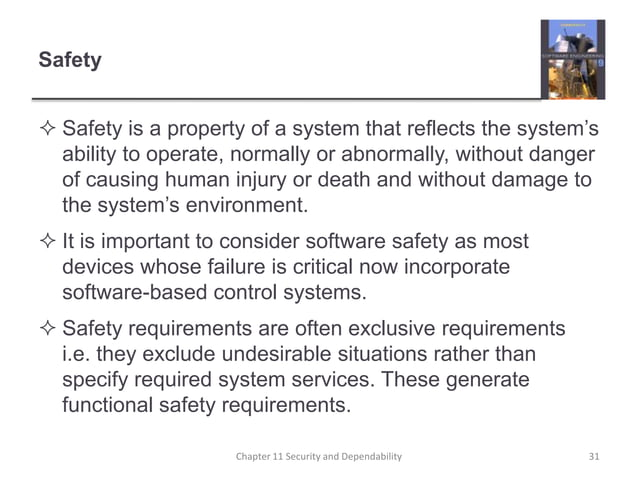 Safety
SOFTWARE ENGINEERING
9
✧ Safety is a property of a system that reflects the system’s
ability to operate, normally or abnormally, without danger
of causing human injury or death and without damage to
the system’s environment.
✧ It is important to consider software safety as most
devices whose failure is critical now incorporate
software-based control systems.
✧ Safety requirements are often exclusive requirements
i.e. they exclude undesirable situations rather than
specify required system services. These generate
functional safety requirements.
Chapter 11 Security and Dependability
31